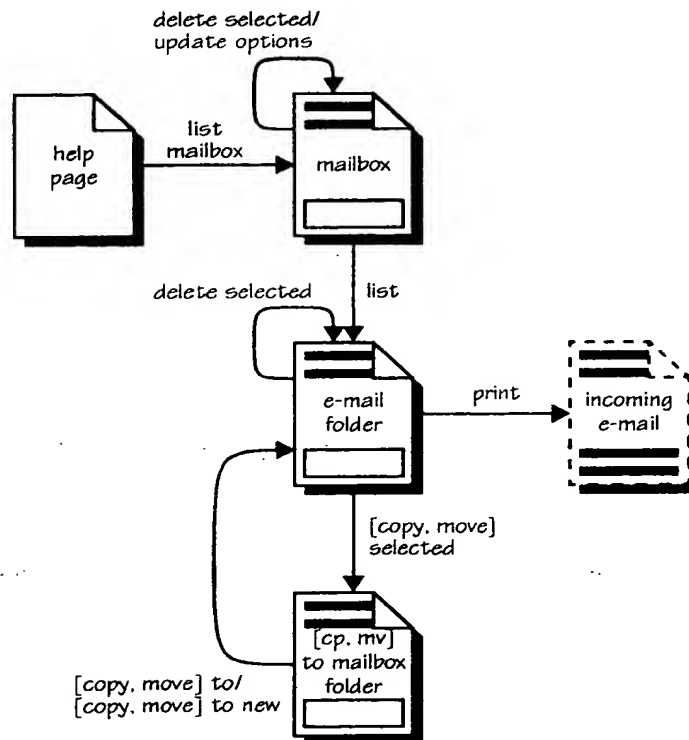 delete selected/
update options
help
page
list
mailbox
mailbox
delete selected
list
e-mail
folder
print
incoming
e-mail
[copy, move]
selected
[cp, mv]
to mailbox
folder
[copy, move] to/
[copy, move] to new